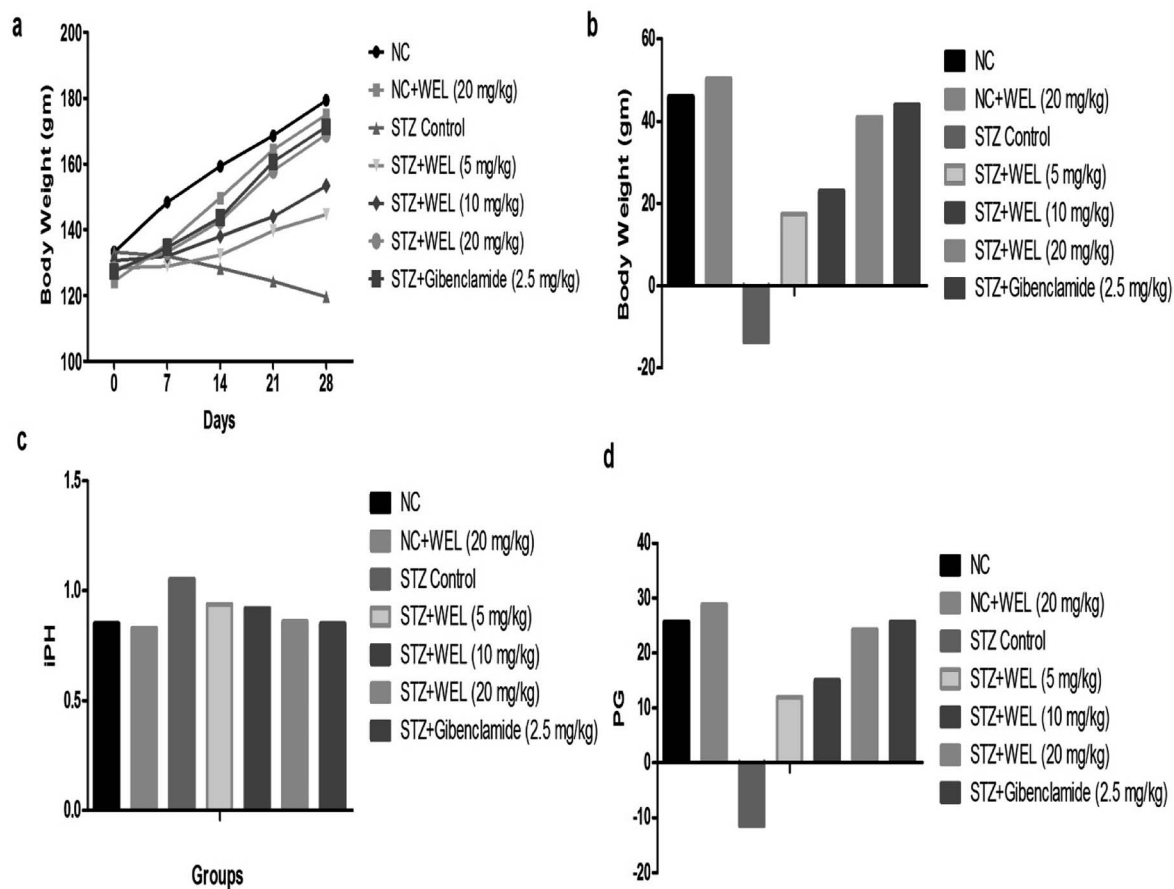 a
200
180
160
140
120
100
Body Weight (gm)
0 7 14 21 28
Days
NC
NC+WEL (20 mg/kg)
STZ Control
STZ+WEL (5 mg/kg)
STZ+WEL (10 mg/kg)
STZ+WEL (20 mg/kg)
STZ+Gibenclamide (2.5 mg/kg)
b
60
40
20
0
-20
Body Weight (gm)
NC
NC+WEL (20 mg/kg)
STZ Control
STZ+WEL (5 mg/kg)
STZ+WEL (10 mg/kg)
STZ+WEL (20 mg/kg)
STZ+Gibenclamide (2.5 mg/kg)
c
1.5
1.0
0.5
0.0
iPH
Groups
NC
NC+WEL (20 mg/kg)
STZ Control
STZ+WEL (5 mg/kg)
STZ+WEL (10 mg/kg)
STZ+WEL (20 mg/kg)
STZ+Gibenclamide (2.5 mg/kg)
d
40
30
20
10
0
-10
-20
PG
NC
NC+WEL (20 mg/kg)
STZ Control
STZ+WEL (5 mg/kg)
STZ+WEL (10 mg/kg)
STZ+WEL (20 mg/kg)
STZ+Gibenclamide (2.5 mg/kg)